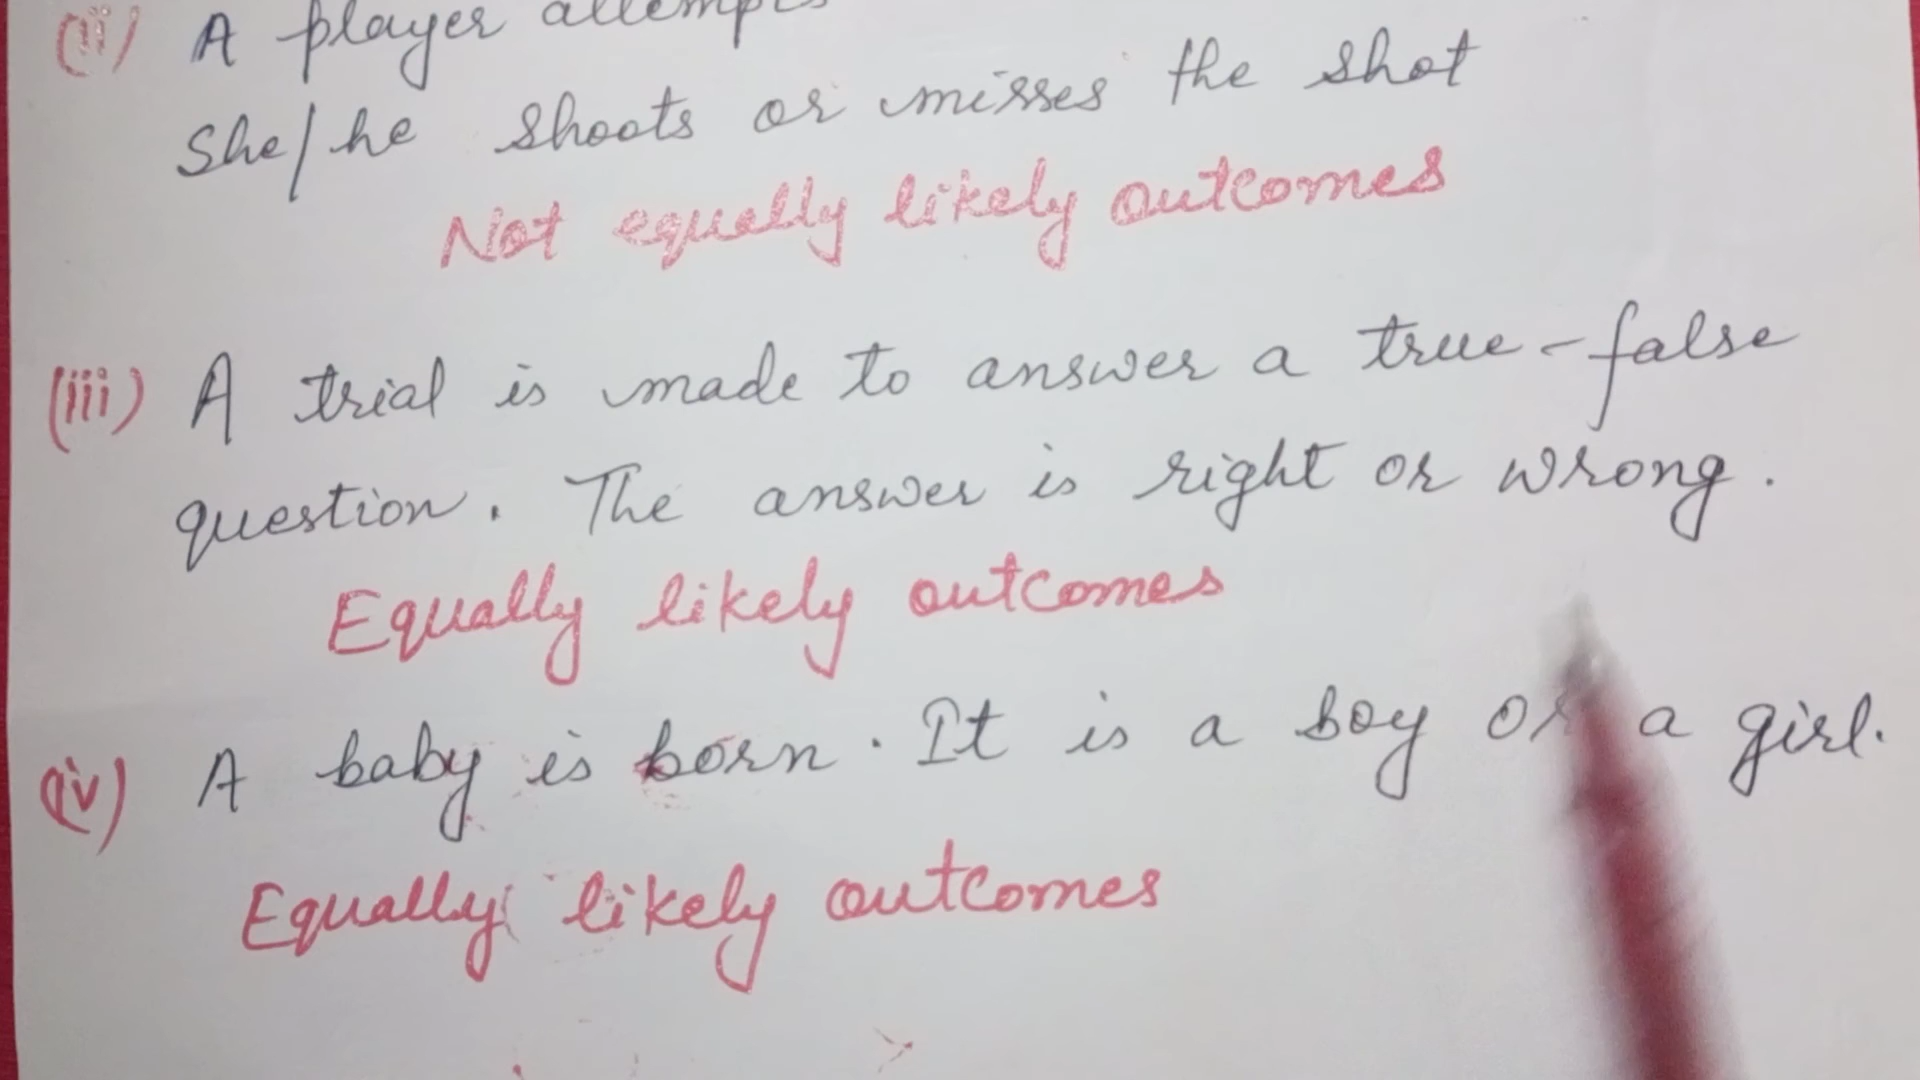 (ii) A player attempts
She/he shoots or misses the shot
Not equally likely outcomes
(iii) A trial is made to answer a true-false
question. The answer is right or wrong.
Equally likely outcomes
(iv) A baby is born. It is a boy or a girl.
Equally likely outcomes